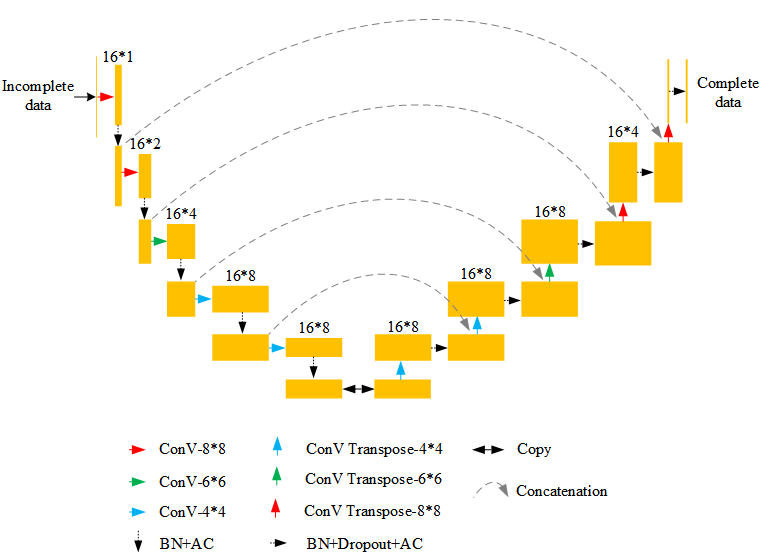 16*1
Incomplete
data
Complete
data
16*2
16*4
16*4
16*8
16*8
16*8
16*8
16*8
ConV-8*8
ConV Transpose-4*4
Copy
ConV-6*6
ConV Transpose-6*6
Concatenation
ConV-4*4
ConV Transpose-8*8
BN+AC
BN+Dropout+AC